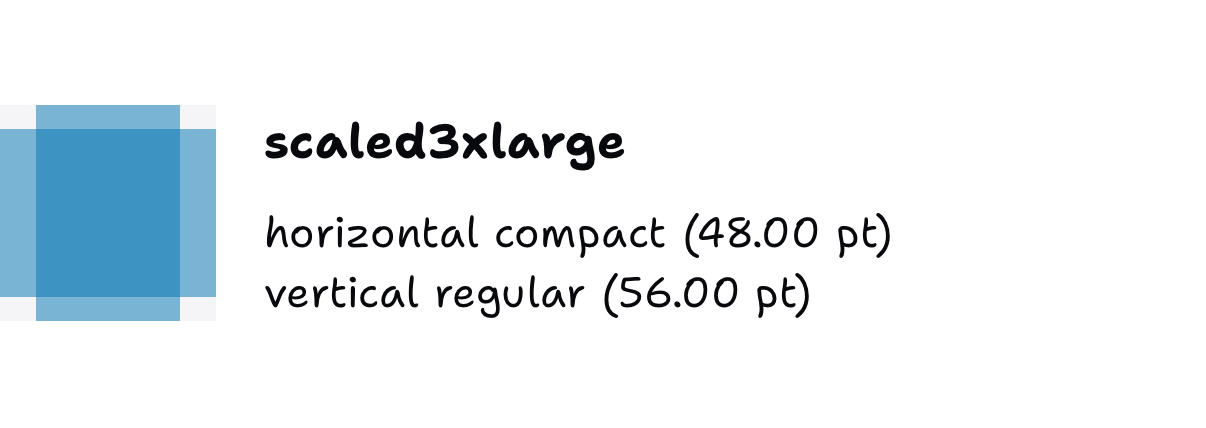 scaled3xlarge
horizontal compact (48.00 pt)
vertical regular (56.00 pt)